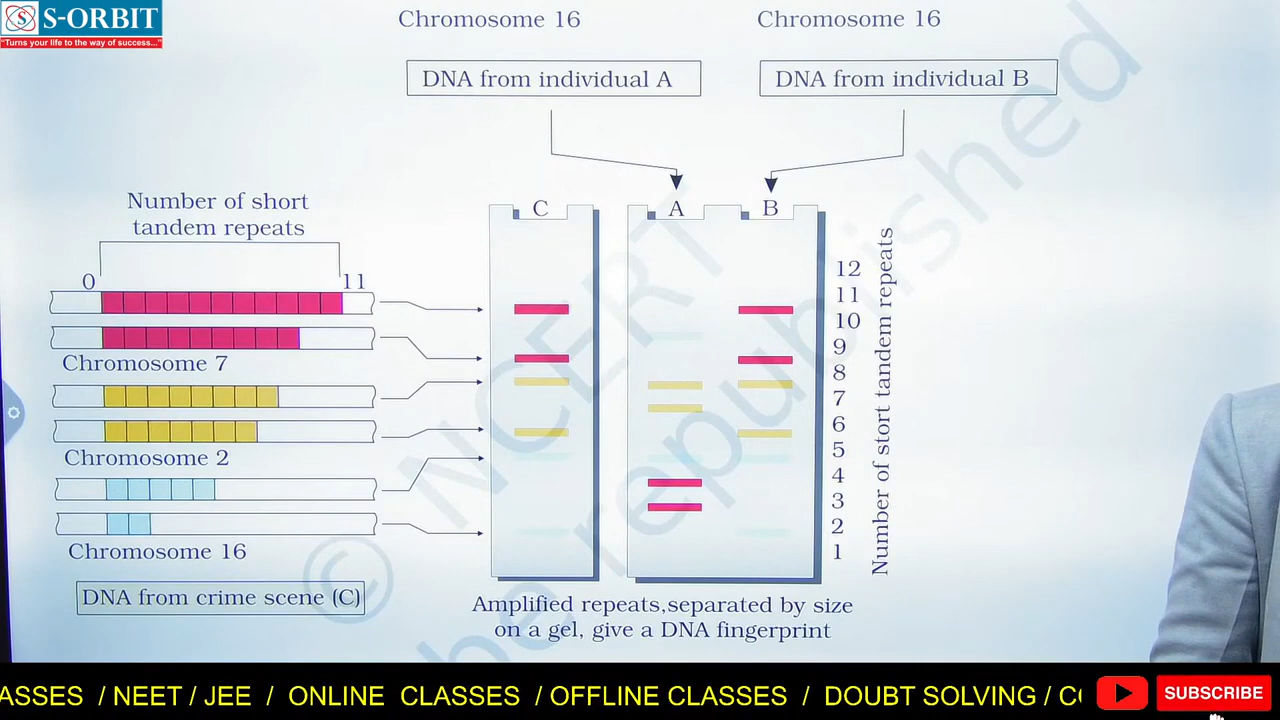 S-ORBIT
"Turns your life to the way of success..."
Chromosome 16
Chromosome 16
DNA from individual A
DNA from individual B
Number of short
tandem repeats
0
11
Chromosome 7
Chromosome 2
Chromosome 16
DNA from crime scene (C)
C
A
B
12
11
10
9
8
7
6
5
4
3
2
1
Number of stort tandem repeats
Amplified repeats,separated by size
on a gel, give a DNA fingerprint
© NCERT
be republished
ASSES / NEET / JEE / ONLINE CLASSES / OFFLINE CLASSES / DOUBT SOLVING /
SUBSCRIBE